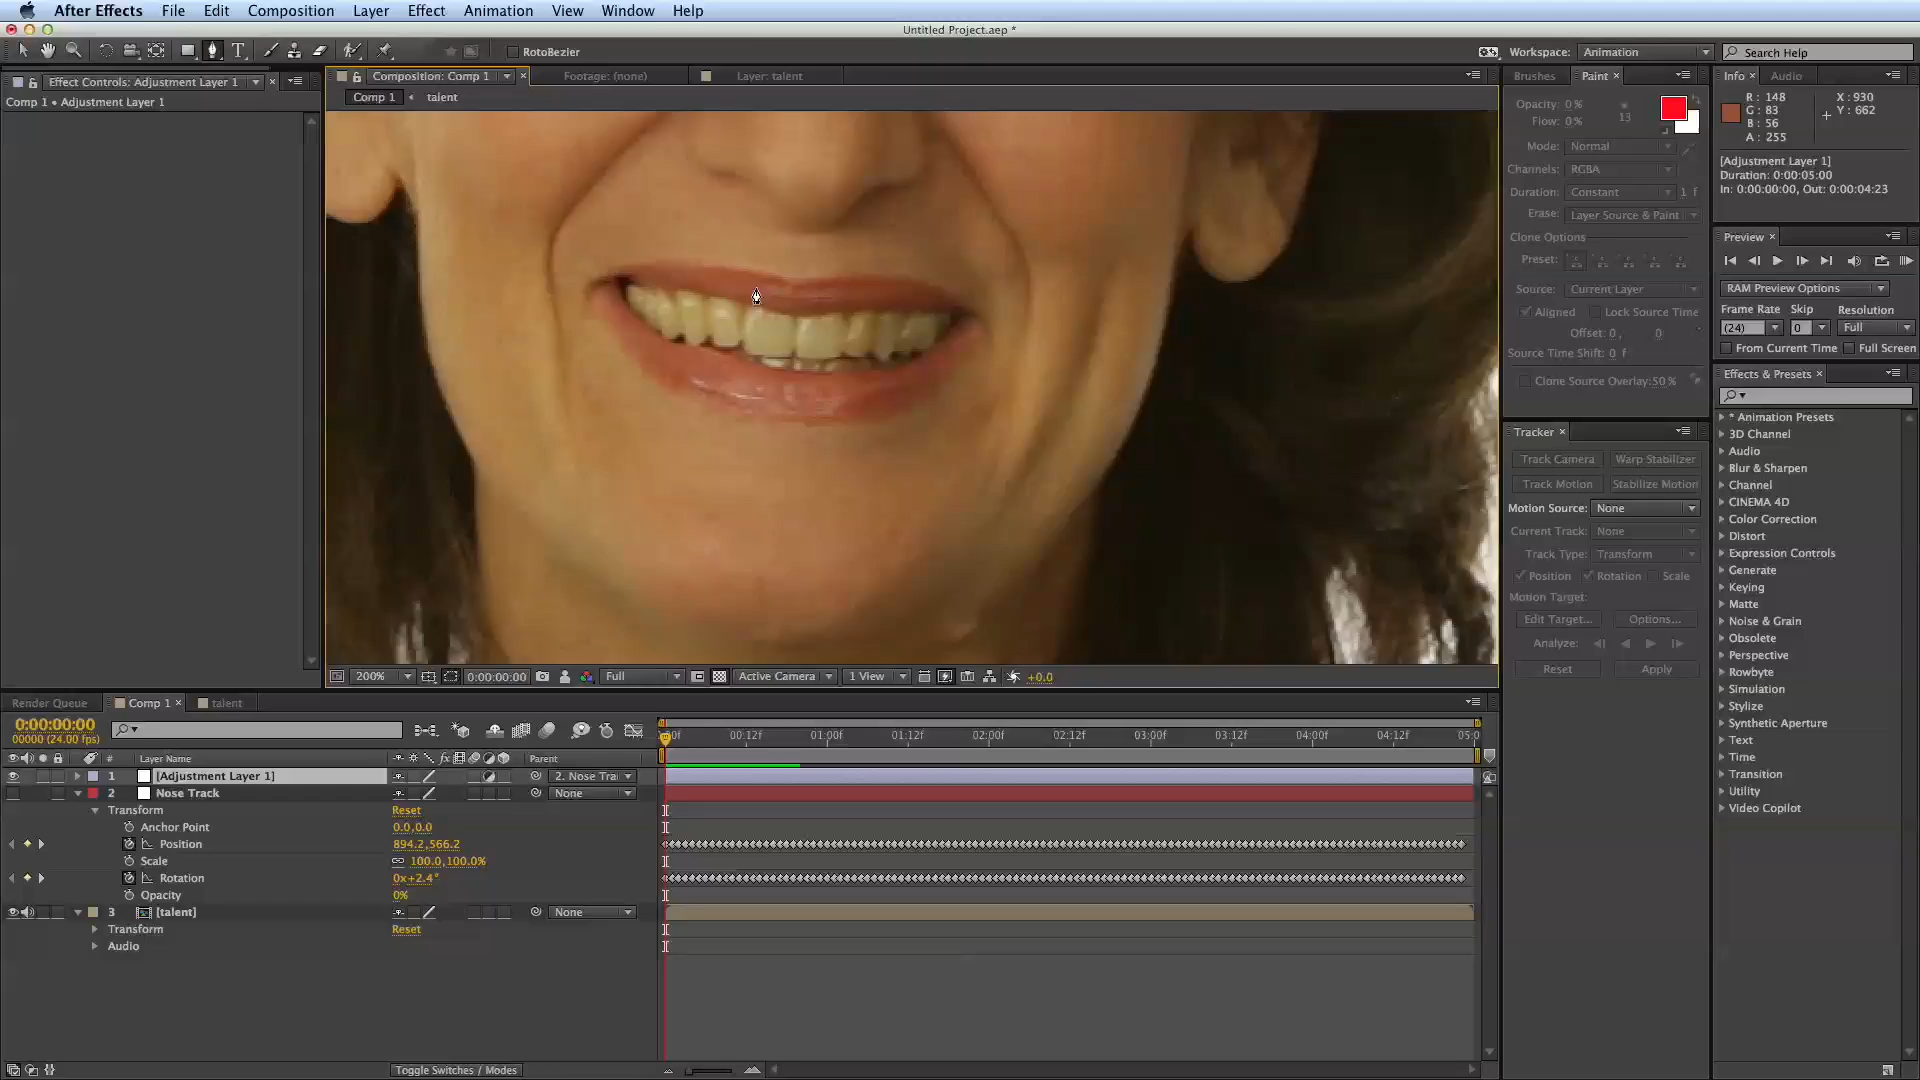 After Effects File Edit Composition Layer Effect Animation View Window Help
Untitled Project.aep *
RotoBezier
Workspace: Animation
Search Help
Effect Controls: Adjustment Layer 1
Comp 1 • Adjustment Layer 1
Composition: Comp 1
Footage: (none)
Layer: talent
Comp 1
talent
Brushes
Paint
Opacity: 0 %
Flow: 0 %
13
Mode: Normal
Channels: RGBA
Duration: Constant 1 f
Erase: Layer Source & Paint
Clone Options
Preset:
Source: Current Layer
Aligned Lock Source Time
Offset: 0 , 0
Source Time Shift: 0 f
Clone Source Overlay: 50 %
Tracker
Track Camera Warp Stabilizer
Track Motion Stabilize Motion
Motion Source: None
Current Track: None
Track Type: Transform
Position Rotation Scale
Motion Target:
Edit Target... Options...
Analyze:
Reset Apply
Info Audio
R : 148
G : 83
B : 56
A : 255
X : 930
Y : 662
[Adjustment Layer 1]
Duration: 0:00:05:00
In: 0:00:00:00, Out: 0:00:04:23
Preview
RAM Preview Options
Frame Rate Skip Resolution
(24) 0 Full
From Current Time Full Screen
Effects & Presets
* Animation Presets
3D Channel
Audio
Blur & Sharpen
Channel
CINEMA 4D
Color Correction
Distort
Expression Controls
Generate
Keying
Matte
Noise & Grain
Obsolete
Perspective
Rowbyte
Simulation
Stylize
Synthetic Aperture
Text
Time
Transition
Utility
Video Copilot
200% 0:00:00:00 Full Active Camera 1 View +0.0
Render Queue Comp 1 talent
0:00:00:00
00000 (24.00 fps)
00f 00:12f 01:00f 01:12f 02:00f 02:12f 03:00f 03:12f 04:00f 04:12f 05:0
# Layer Name fx Parent
1 [Adjustment Layer 1] 2. Nose Tra
2 Nose Track None
Transform Reset
Anchor Point 0.0,0.0
Position 894.2,566.2
Scale 100.0,100.0%
Rotation 0x+2.4°
Opacity 0%
3 [talent] None
Transform Reset
Audio
Toggle Switches / Modes